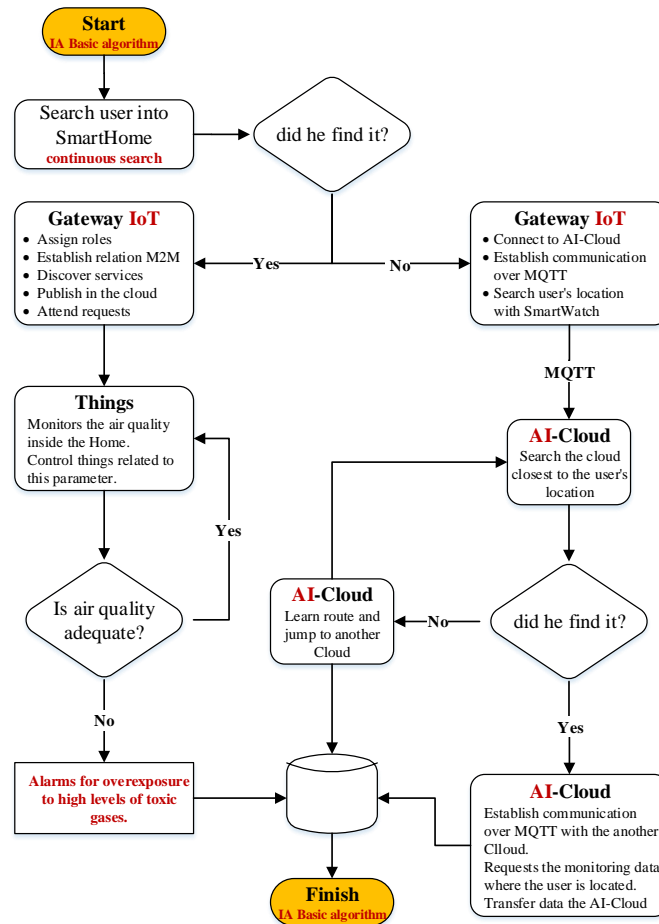 Start
IA Basic algorithm
Search user into
SmartHome
continuous search
did he find it?
Gateway IoT
• Assign roles
• Establish relation M2M
• Discover services
• Publish in the cloud
• Attend requests
Yes
No
Gateway IoT
• Connect to AI-Cloud
• Establish communication
over MQTT
• Search user's location
with SmartWatch
MQTT
Things
Monitors the air quality
inside the Home.
Control things related to
this parameter.
Yes
AI-Cloud
Search the cloud
closest to the user's
location
Is air quality
adequate?
AI-Cloud
Learn route and
jump to another
Cloud
No
did he find it?
No
Yes
Alarms for overexposure
to high levels of toxic
gases.
AI-Cloud
Establish communication
over MQTT with the another
Clloud.
Requests the monitoring data
where the user is located.
Transfer data the AI-Cloud
Finish
IA Basic algorithm